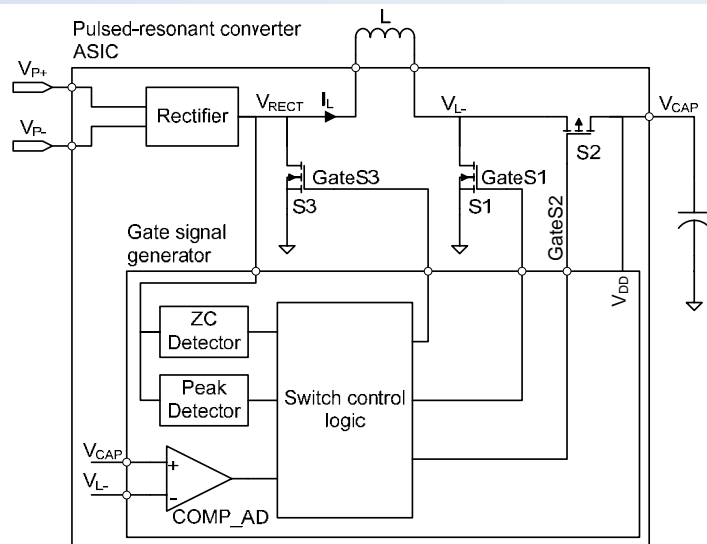 Pulsed-resonant converter
ASIC
L
VP+
VP-
Rectifier
VRECT
IL
VL-
VCAP
S2
GateS3
S3
GateS1
S1
GateS2
Gate signal
generator
VDD
ZC
Detector
Peak
Detector
Switch control
logic
VCAP
VL-
+
-
COMP_AD